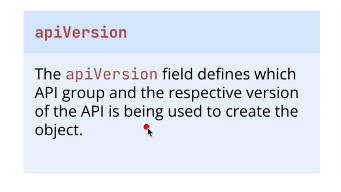 apiVersion
The apiVersion field defines which
API group and the respective version
of the API is being used to create the
object.